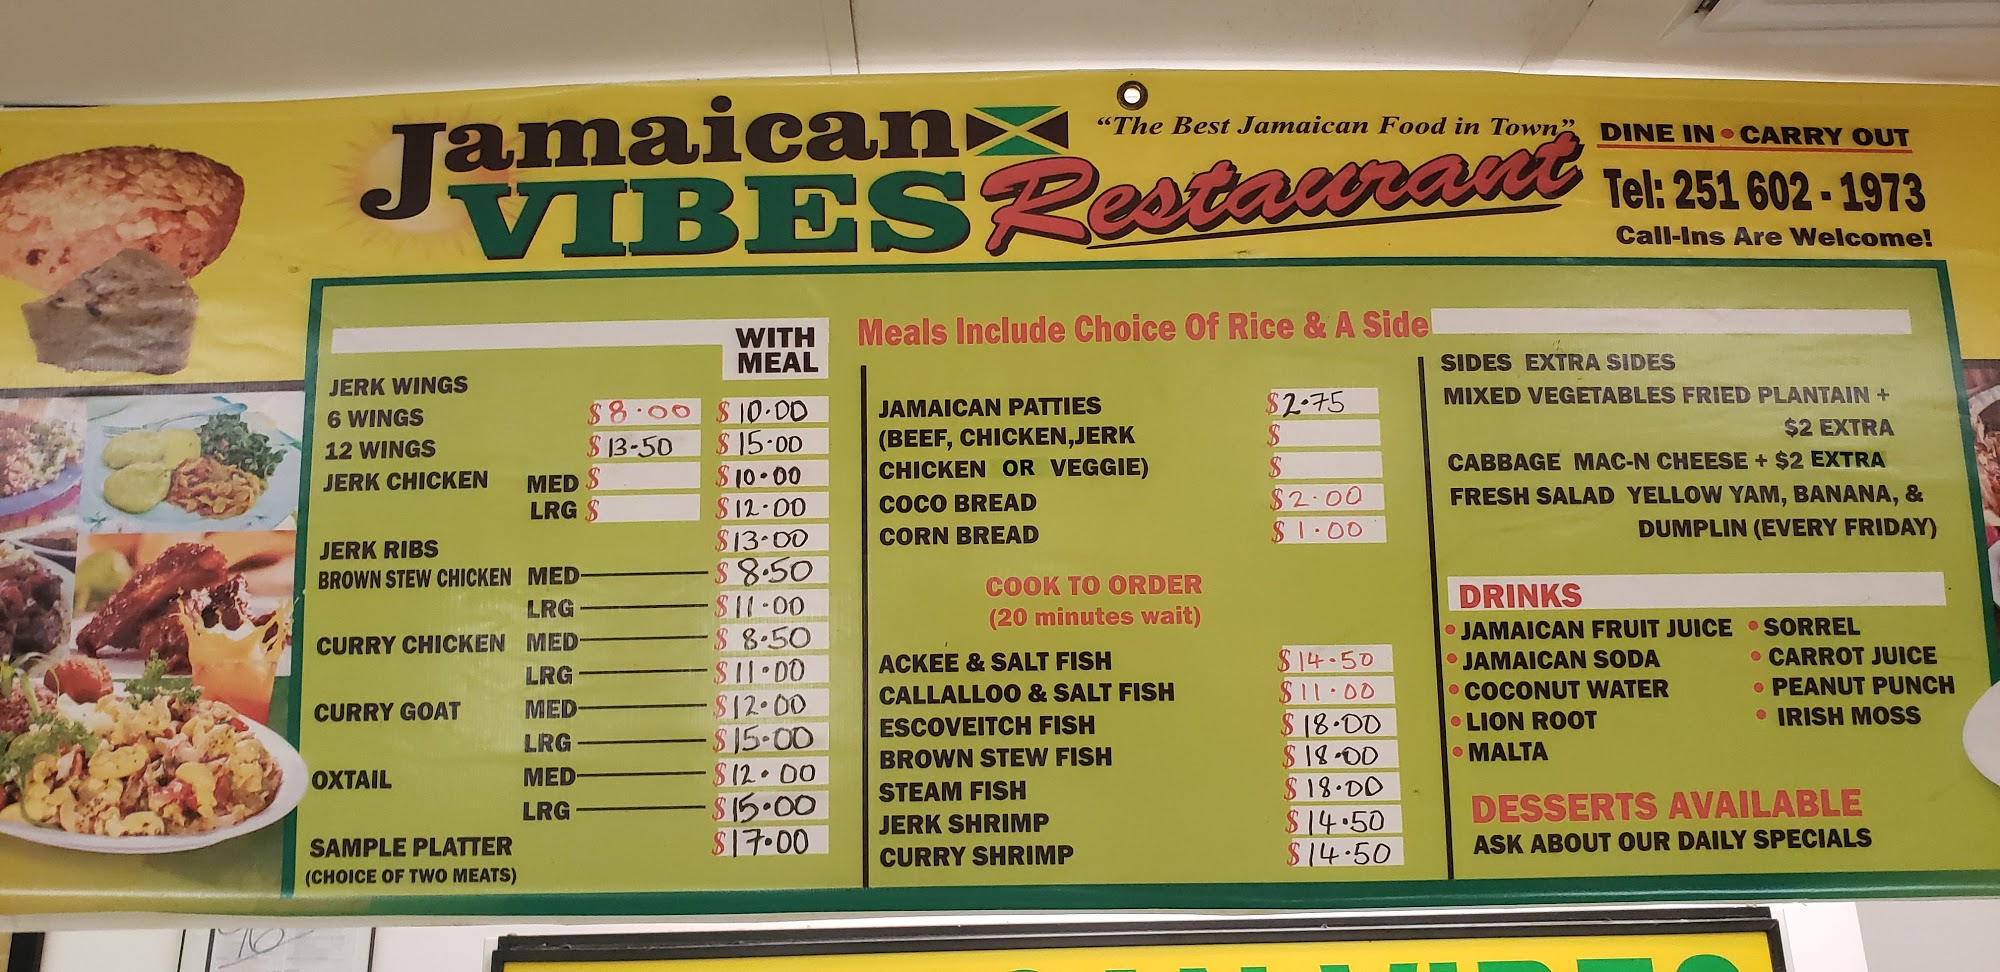 Jamaican
VIBES Restaurant
"The Best Jamaican Food in Town"
DINE IN • CARRY OUT
Tel: 251 602 - 1973
Call-Ins Are Welcome!
WITH
MEAL
JERK WINGS
6 WINGS $8.00 $10.00
12 WINGS $13.50 $15.00
JERK CHICKEN MED $ $10.00
LRG $ $12.00
JERK RIBS $13.00
BROWN STEW CHICKEN MED $8.50
LRG $11.00
CURRY CHICKEN MED $8.50
LRG $11.00
CURRY GOAT MED $12.00
LRG $15.00
OXTAIL MED $12.00
LRG $15.00
SAMPLE PLATTER $17.00
(CHOICE OF TWO MEATS)
Meals Include Choice Of Rice & A Side
JAMAICAN PATTIES $2.75
(BEEF, CHICKEN,JERK $
CHICKEN OR VEGGIE) $
COCO BREAD $2.00
CORN BREAD $1.00
COOK TO ORDER
(20 minutes wait)
ACKEE & SALT FISH $14.50
CALLALLOO & SALT FISH $11.00
ESCOVEITCH FISH $18.00
BROWN STEW FISH $18.00
STEAM FISH $18.00
JERK SHRIMP $14.50
CURRY SHRIMP $14.50
SIDES EXTRA SIDES
MIXED VEGETABLES FRIED PLANTAIN +
$2 EXTRA
CABBAGE MAC-N CHEESE + $2 EXTRA
FRESH SALAD YELLOW YAM, BANANA, &
DUMPLIN (EVERY FRIDAY)
DRINKS
• JAMAICAN FRUIT JUICE • SORREL
• JAMAICAN SODA • CARROT JUICE
• COCONUT WATER • PEANUT PUNCH
• LION ROOT • IRISH MOSS
• MALTA
DESSERTS AVAILABLE
ASK ABOUT OUR DAILY SPECIALS